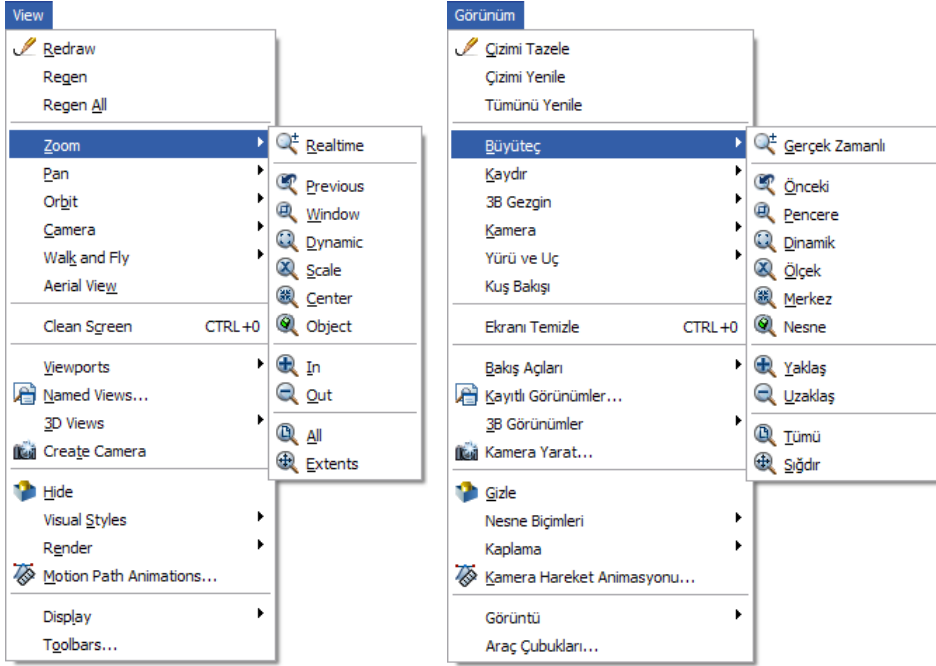 View
Redraw
Regen
Regen All
Zoom
Pan
Orbit
Camera
Walk and Fly
Aerial View
Clean Screen CTRL+0
Viewports
Named Views...
3D Views
Create Camera
Hide
Visual Styles
Render
Motion Path Animations...
Display
Toolbars...
Realtime
Previous
Window
Dynamic
Scale
Center
Object
In
Out
All
Extents
Görünüm
Çizimi Tazele
Çizimi Yenile
Tümünü Yenile
Büyüteç
Kaydır
3B Gezgin
Kamera
Yürü ve Uç
Kuş Bakışı
Ekranı Temizle CTRL+0
Bakış Açıları
Kayıtlı Görünümler...
3B Görünümler
Kamera Yarat...
Gizle
Nesne Biçimleri
Kaplama
Kamera Hareket Animasyonu...
Görüntü
Araç Çubukları...
Gerçek Zamanlı
Önceki
Pencere
Dinamik
Ölçek
Merkez
Nesne
Yaklaş
Uzaklaş
Tümü
Sığdır